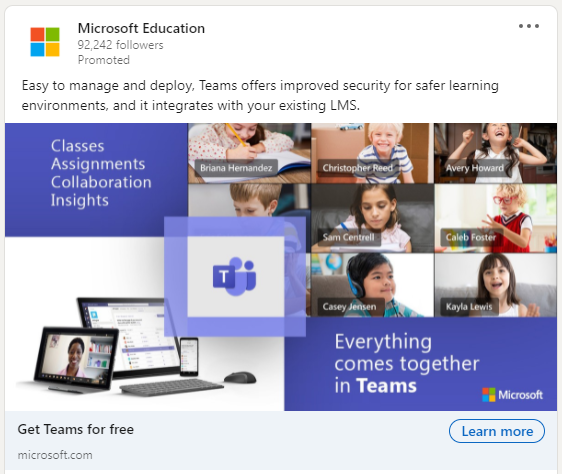 Microsoft Education
92,242 followers
Promoted
Easy to manage and deploy, Teams offers improved security for safer learning
environments, and it integrates with your existing LMS.
Classes
Assignments
Collaboration
Insights
Briana Hernandez
Christopher Reed
Avery Howard
Sam Centrell
Caleb Foster
T
Casey Jensen
Kayla Lewis
Everything
comes together
in Teams
Microsoft
Get Teams for free
Learn more
microsoft.com